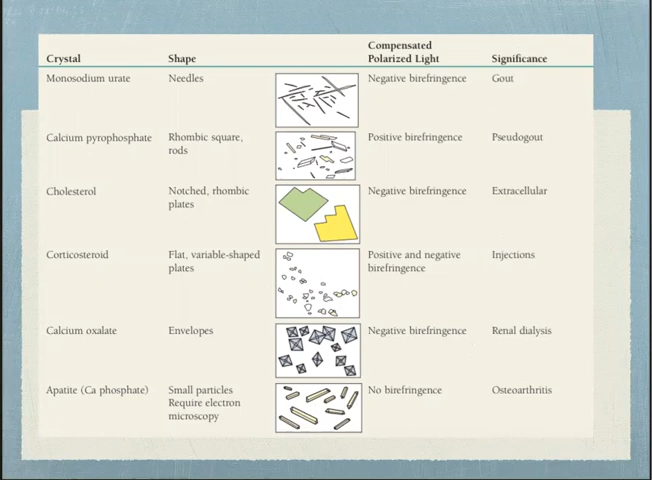 Crystal Shape Compensated Polarized Light Significance
Monosodium urate Needles Negative birefringence Gout
Calcium pyrophosphate Rhombic square, rods Positive birefringence Pseudogout
Cholesterol Notched, rhombic plates Negative birefringence Extracellular
Corticosteroid Flat, variable-shaped plates Positive and negative birefringence Injections
Calcium oxalate Envelopes Negative birefringence Renal dialysis
Apatite (Ca phosphate) Small particles Require electron microscopy No birefringence Osteoarthritis